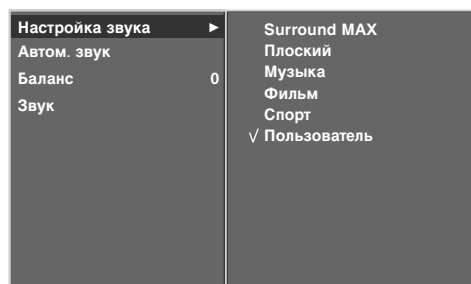 Настройка звука ►
Автом. звук
Баланс 0
Звук
Surround MAX
Плоский
Музыка
Фильм
Спорт
√ Пользователь